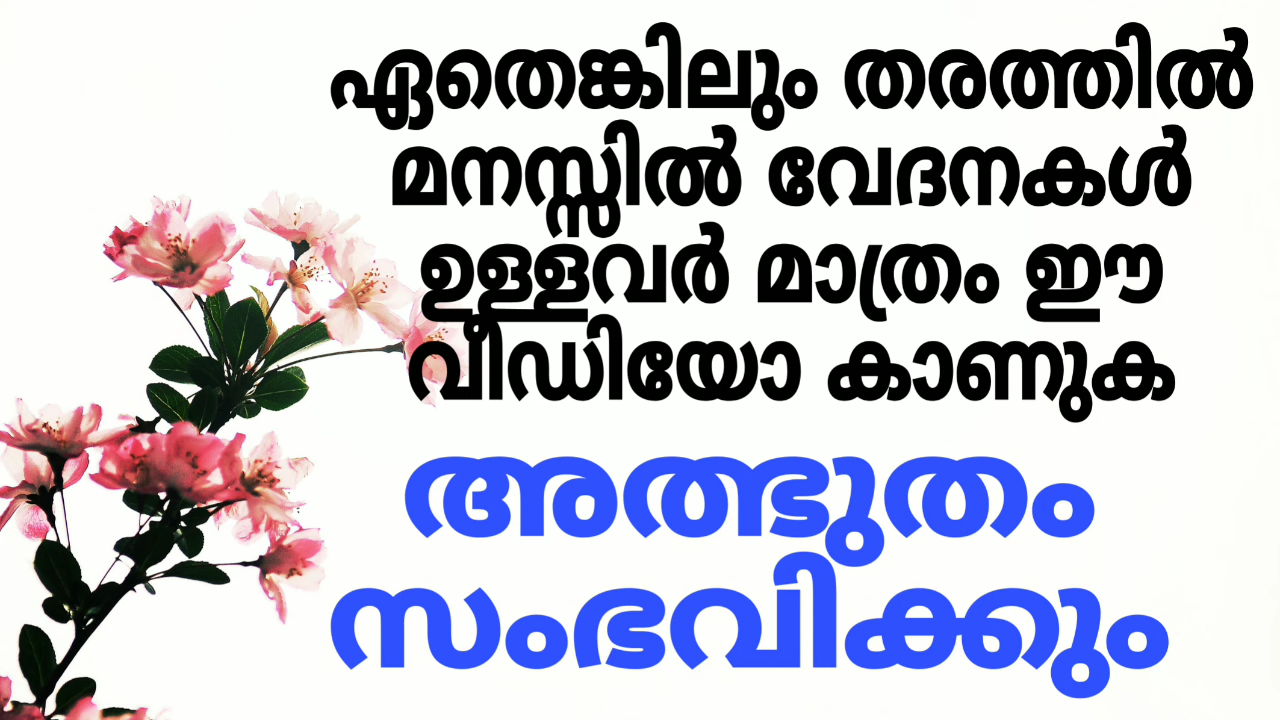 ഏതെങ്കിലും തരത്തിൽ
മനസ്സിൽ വേദനകൾ
ഉള്ളവർ മാത്രം ഈ
വീഡിയോ കാണുക
അത്ഭുതം
സംഭവിക്കും